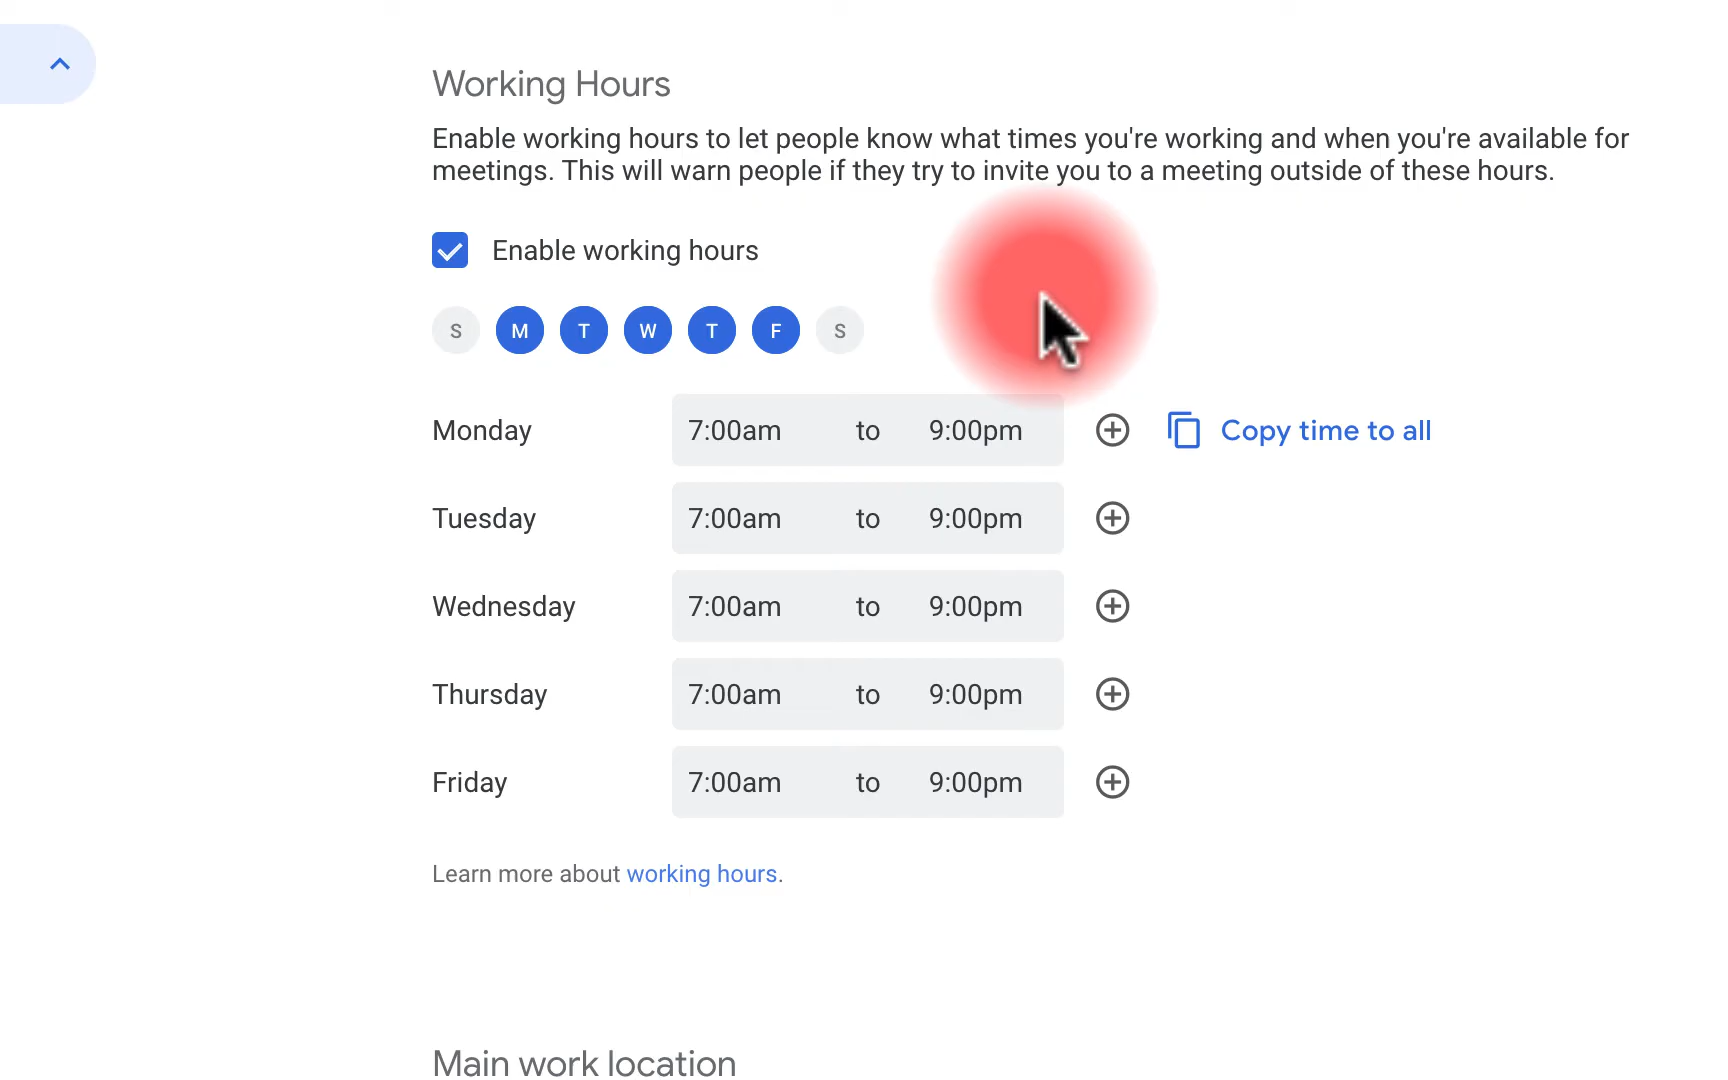 Working Hours
Enable working hours to let people know what times you're working and when you're available for
meetings. This will warn people if they try to invite you to a meeting outside of these hours.
Enable working hours
S M T W T F S
Monday 7:00am to 9:00pm Copy time to all
Tuesday 7:00am to 9:00pm
Wednesday 7:00am to 9:00pm
Thursday 7:00am to 9:00pm
Friday 7:00am to 9:00pm
Learn more about working hours.
Main work location